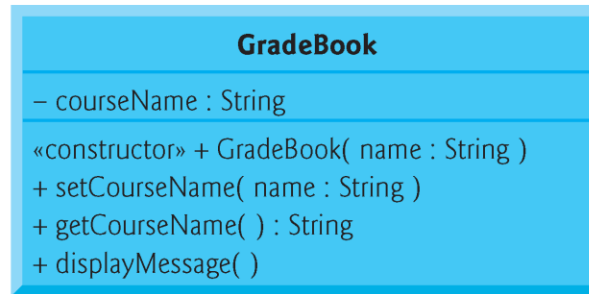 GradeBook
– courseName : String
«constructor» + GradeBook( name : String )
+ setCourseName( name : String )
+ getCourseName( ) : String
+ displayMessage( )